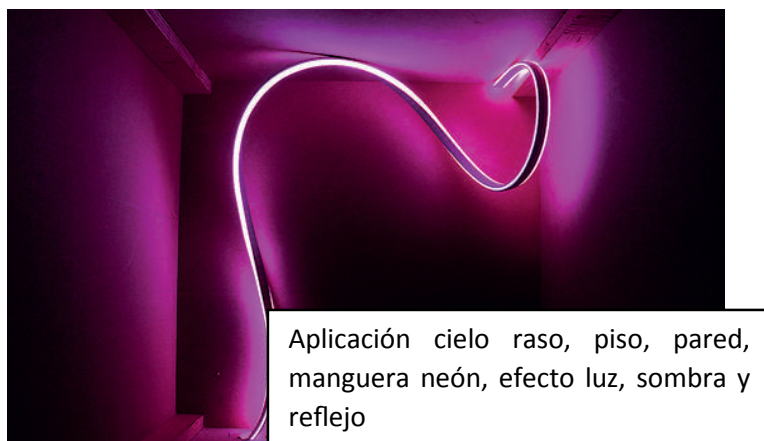 Aplicación cielo raso, piso, pared,
manguera neón, efecto luz, sombra y
reflejo